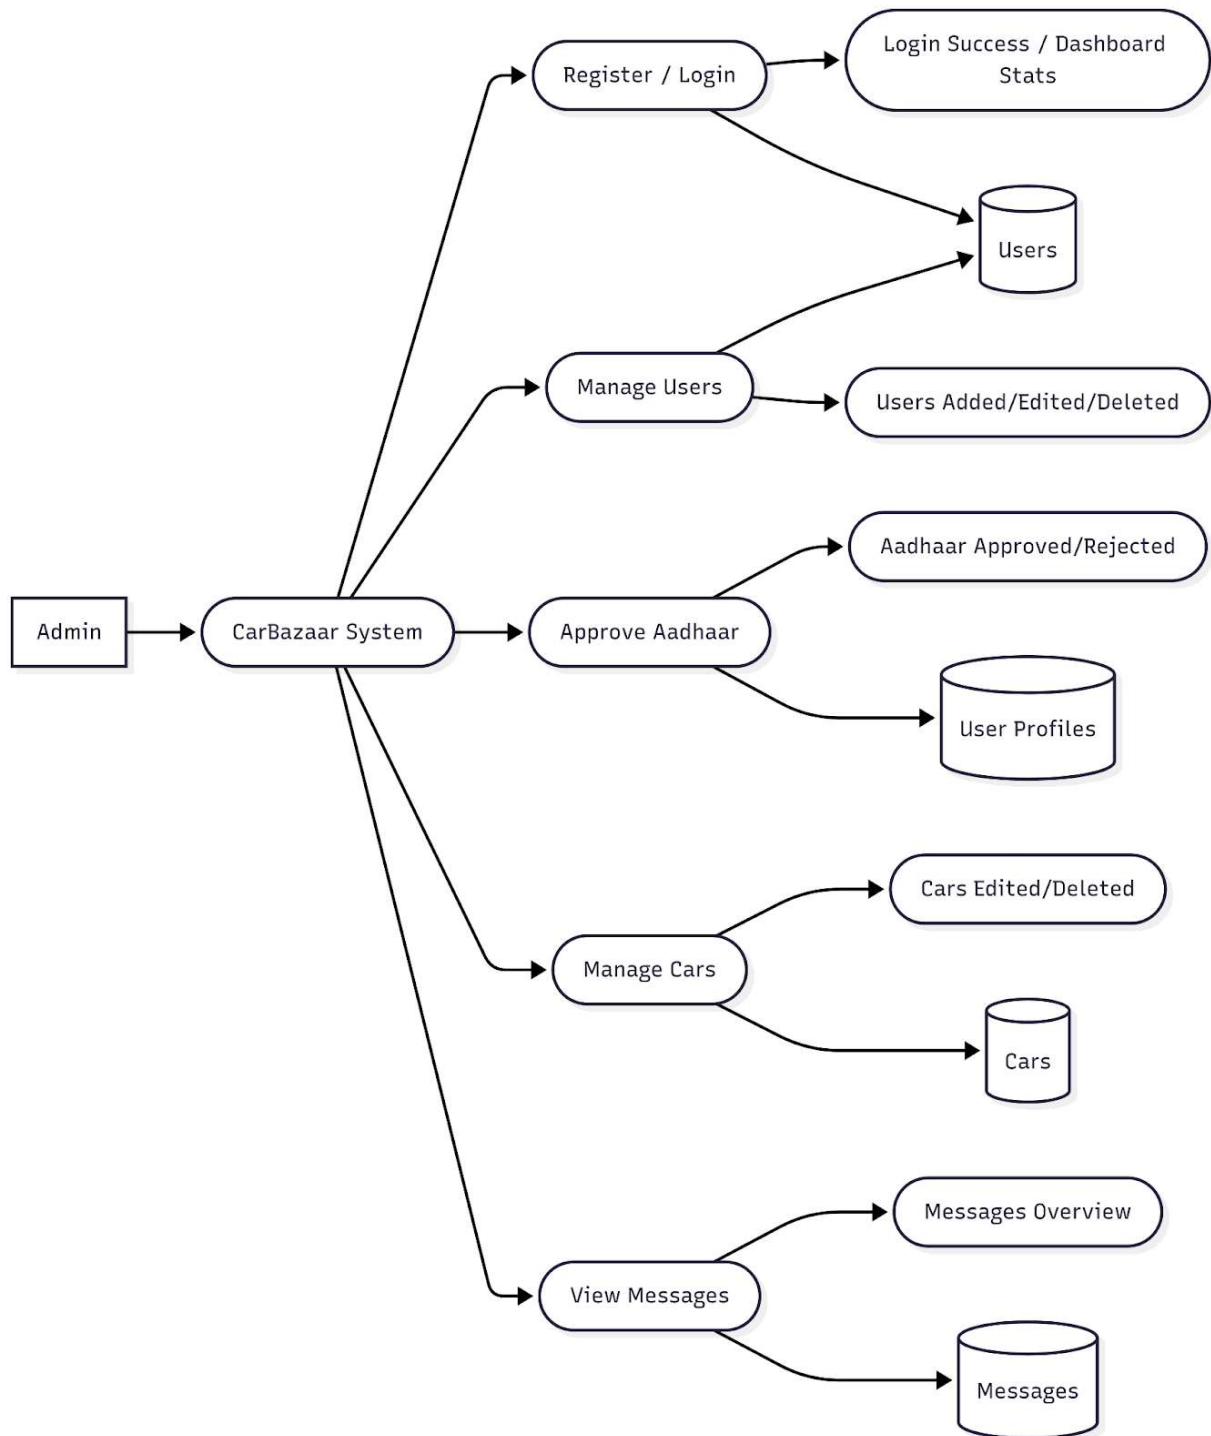 Login Success / Dashboard
Stats
Register / Login
Users
Manage Users
Users Added/Edited/Deleted
Aadhaar Approved/Rejected
Admin
CarBazaar System
Approve Aadhaar
User Profiles
Cars Edited/Deleted
Manage Cars
Cars
Messages Overview
View Messages
Messages